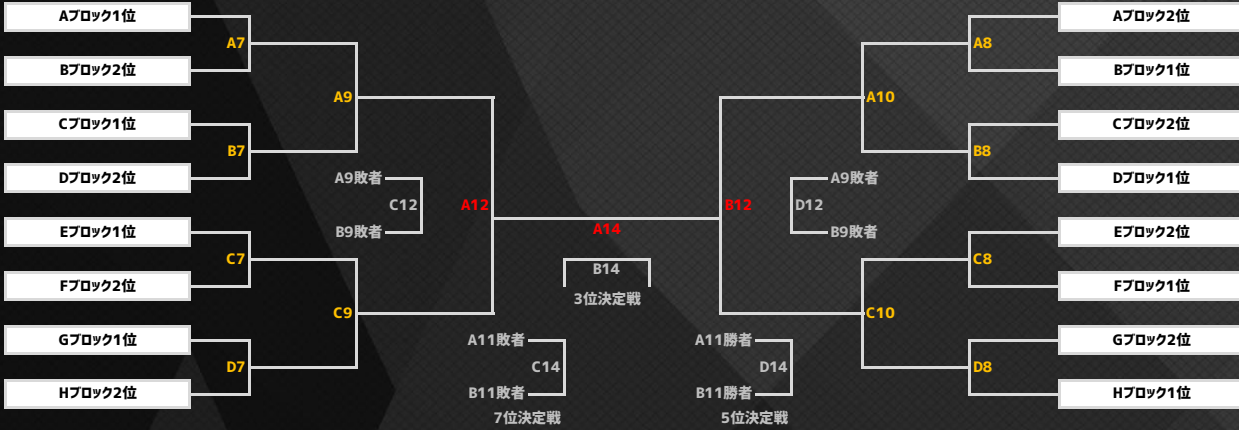 Aブロック1位
Aブロック2位
A7
A8
Bブロック2位
Bブロック1位
A9
A10
Cブロック1位
Cブロック2位
B7
B8
Dブロック2位
A9敗者
A9敗者
Dブロック1位
C12
A12
B12
D12
Eブロック1位
B9敗者
A14
B9敗者
Eブロック2位
C7
C8
B14
Fブロック2位
Fブロック1位
3位決定戦
C9
C10
Gブロック1位
A11敗者
A11勝者
Gブロック2位
D7
C14
D14
D8
Hブロック2位
B11敗者
B11勝者
Hブロック1位
7位決定戦
5位決定戦